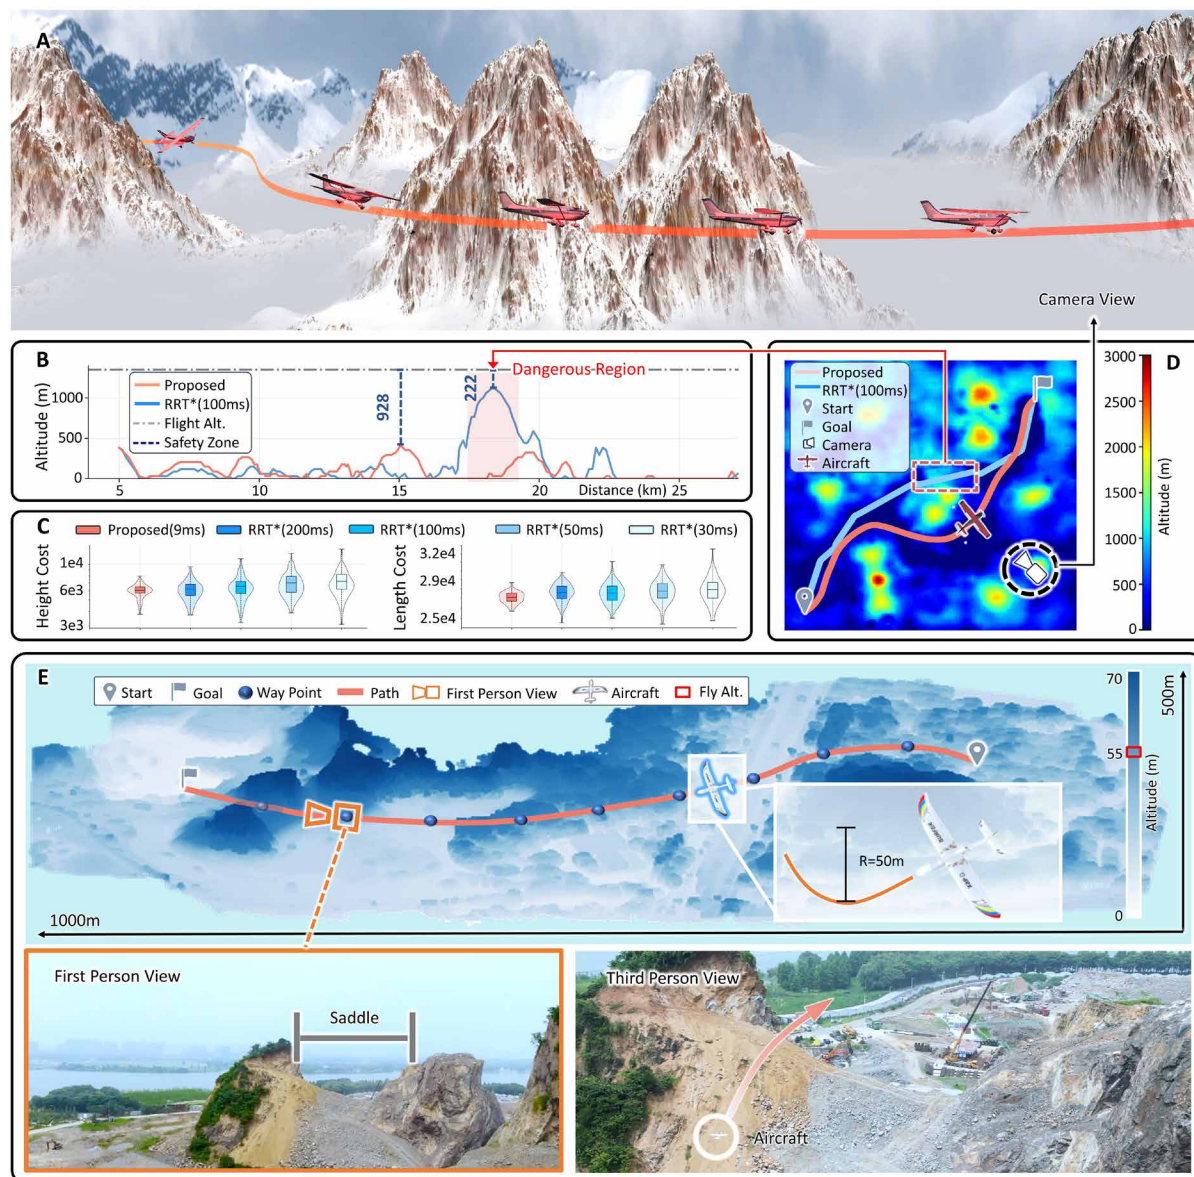 A
Camera View
B
Dangerous-Region
Proposed
RRT*(100ms)
Flight Alt.
Safety Zone
928
222
Altitude (m)
1000
500
0
5
10
15
20
Distance (km)
25
C
Proposed(9ms)
RRT*(200ms)
RRT*(100ms)
RRT*(50ms)
RRT*(30ms)
Height Cost
1e4
6e3
3e3
Length Cost
3.2e4
2.9e4
2.5e4
D
Proposed
RRT*(100ms)
Start
Goal
Camera
Aircraft
3000
2500
2000
1500
1000
500
0
Altitude (m)
E
Start
Goal
Way Point
Path
First Person View
Aircraft
Fly Alt.
70
55
0
Altitude (m)
500m
R=50m
1000m
First Person View
Saddle
Third Person View
Aircraft